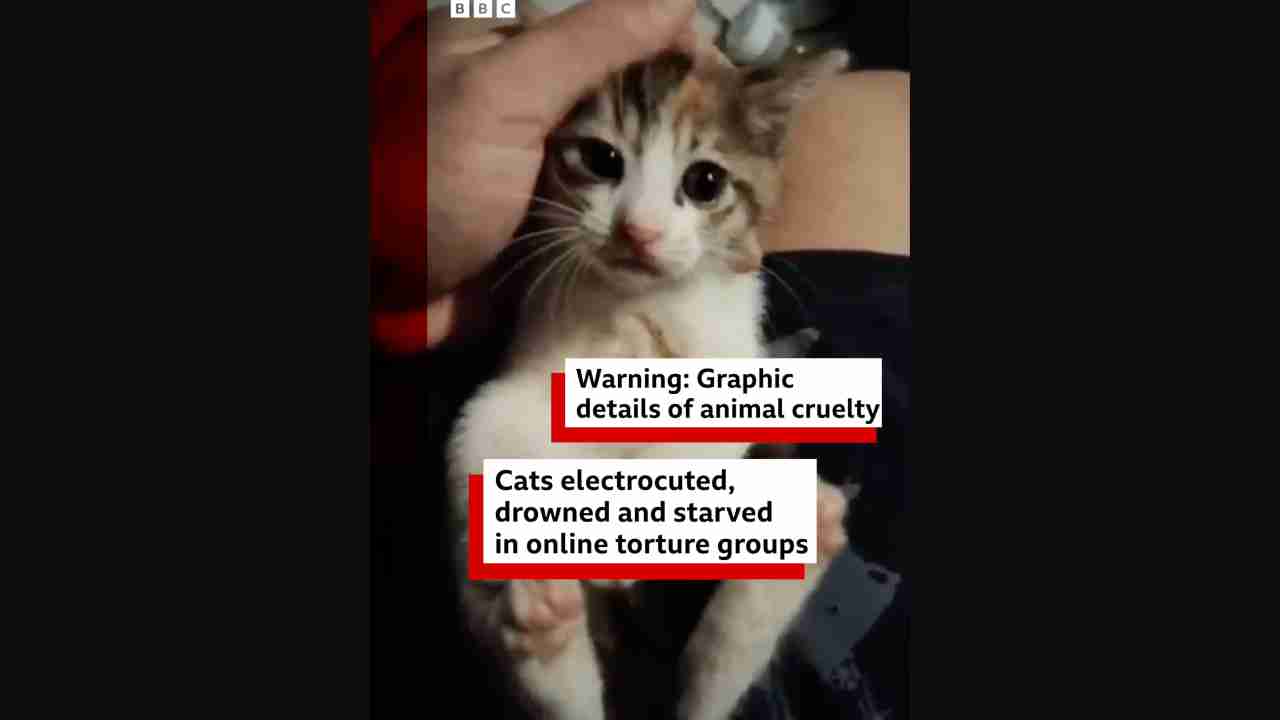 BBC
Warning: Graphic
details of animal cruelty
Cats electrocuted,
drowned and starved
in online torture groups